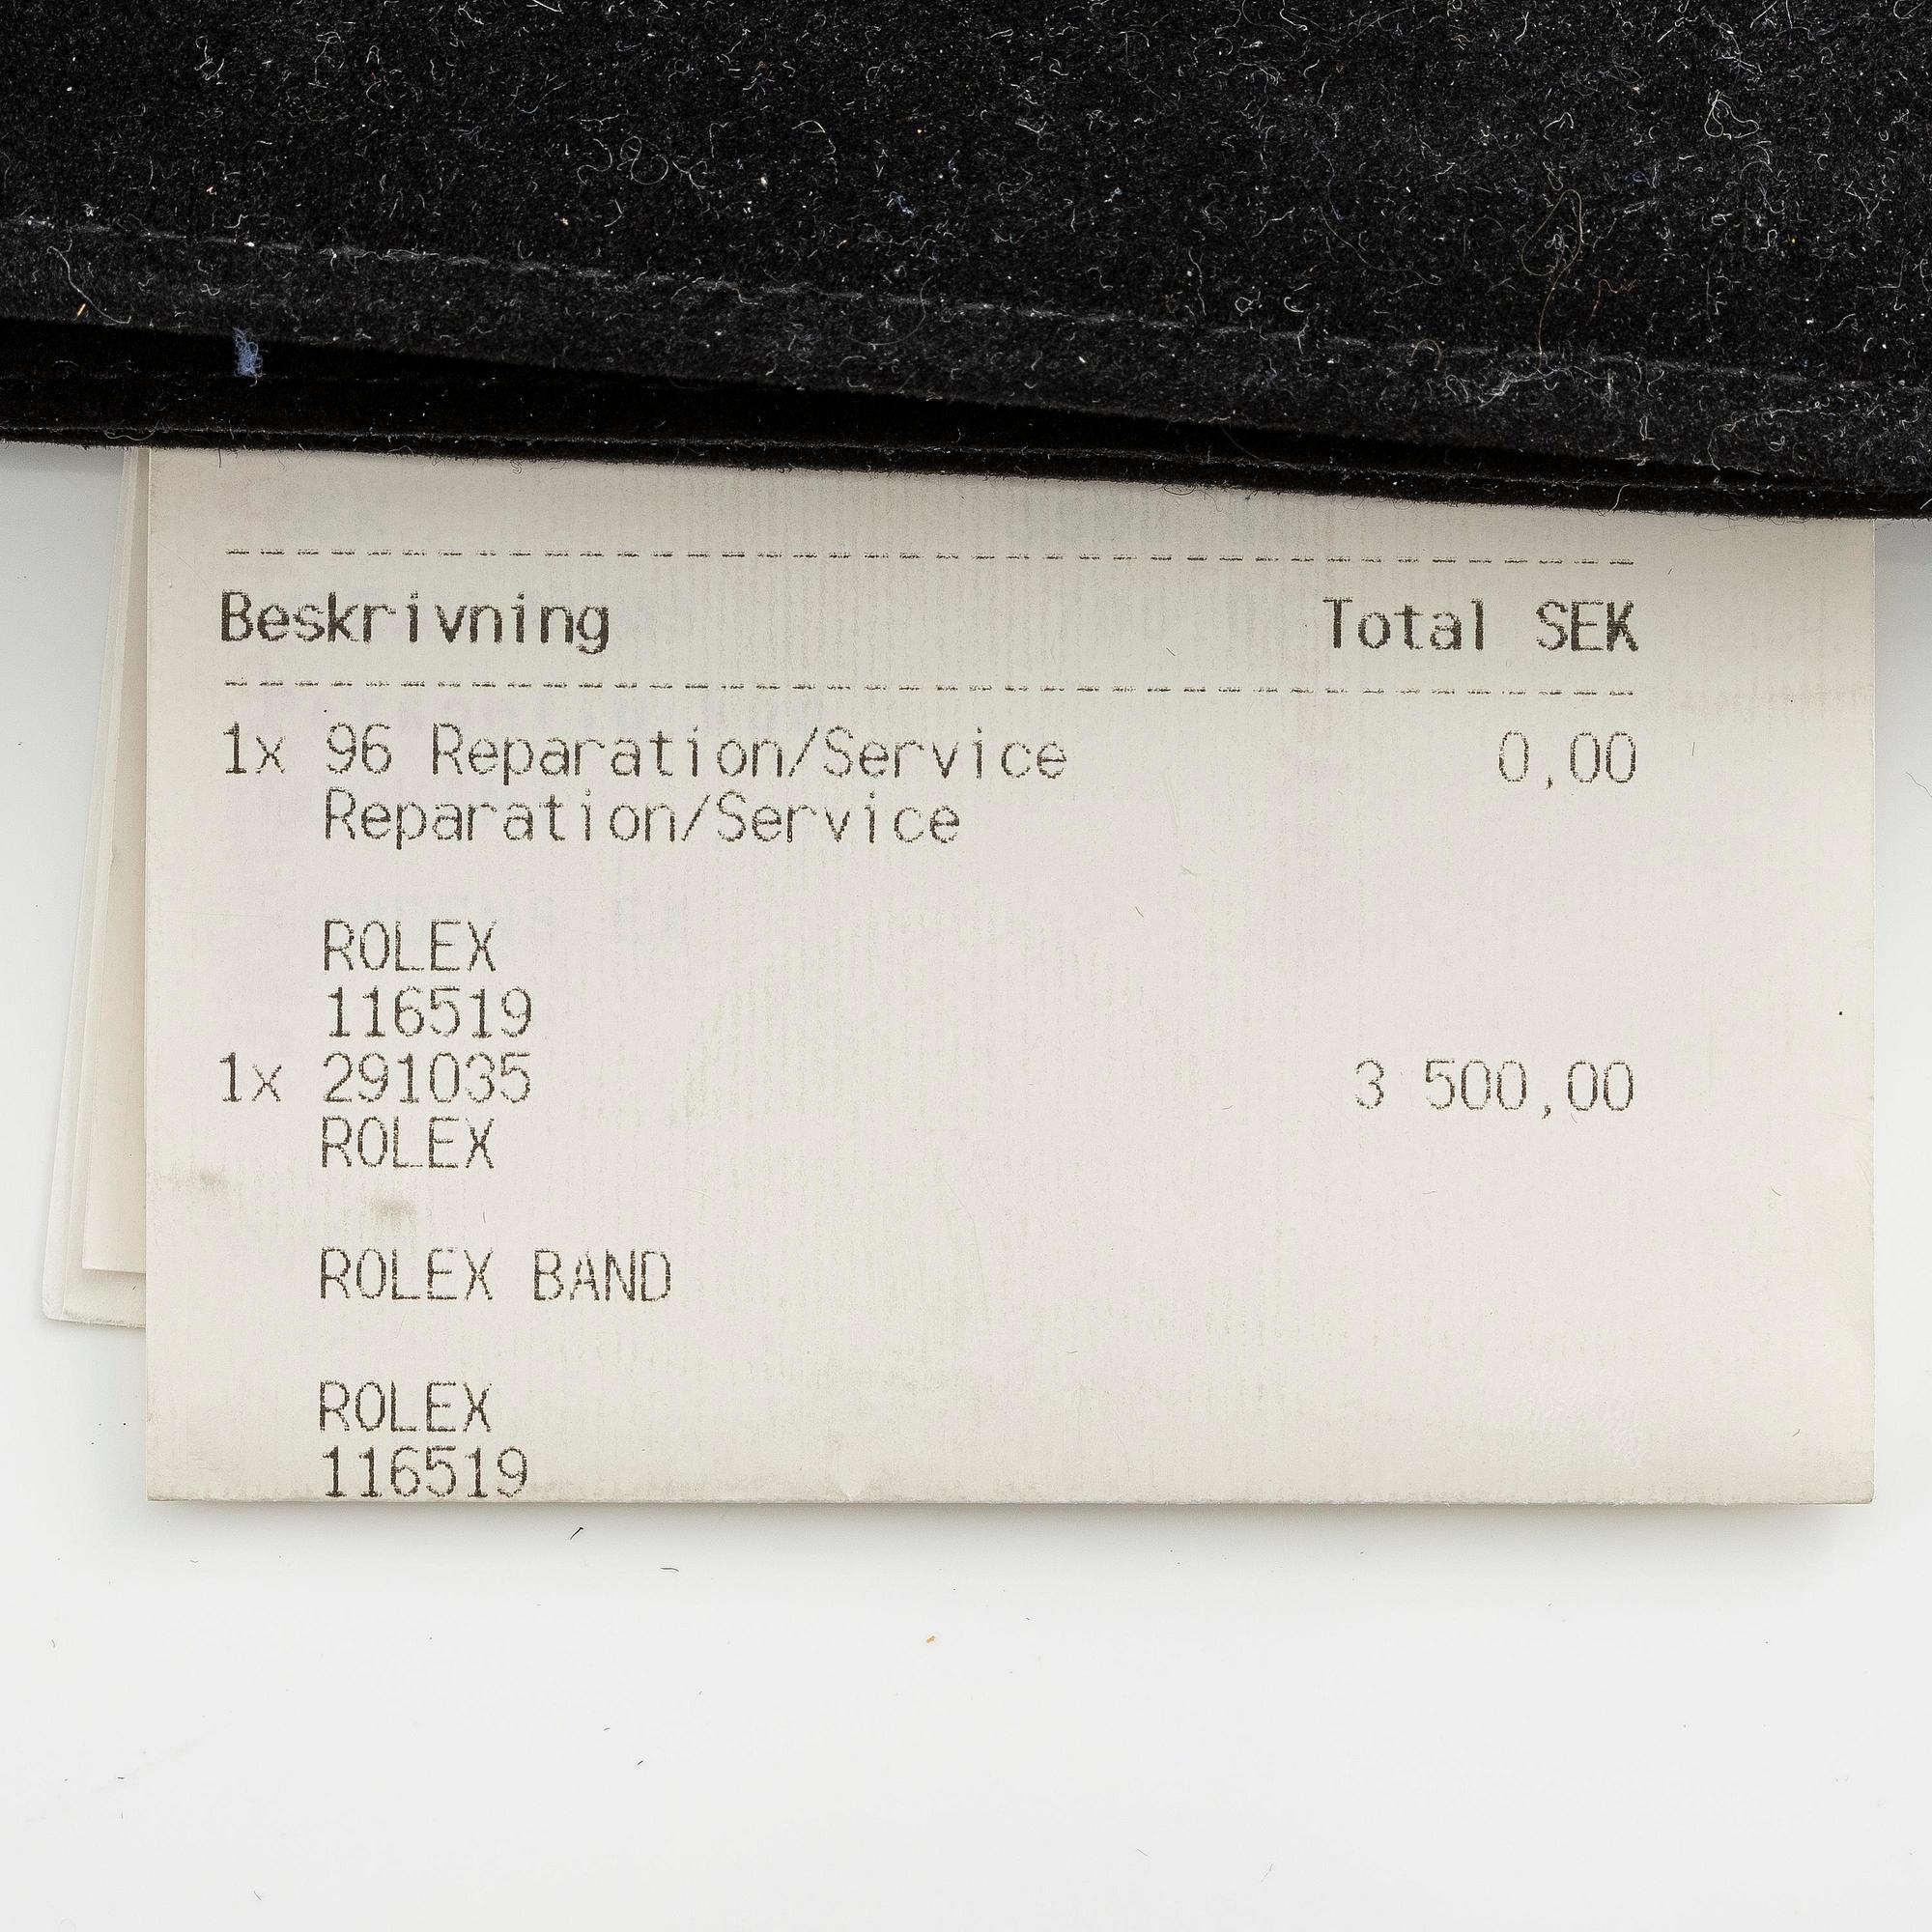 Beskrivning Total SEK
1x 96 Reparation/Service 0,00
Reparation/Service
ROLEX
116519
1x 291035 3 500,00
ROLEX
ROLEX BAND
ROLEX
116519